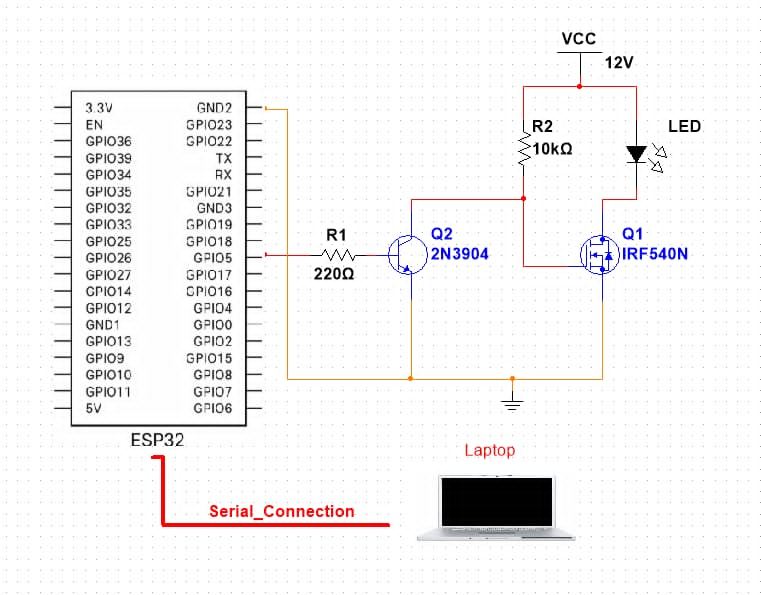 VCC
12V
3.3V GND2
EN GPIO23
GPIO36 GPIO22
GPIO39 TX
GPIO34 RX
GPIO35 GPIO21
GPIO32 GND3
GPIO33 GPIO19
GPIO25 GPIO18
GPIO26 GPIO5
GPIO27 GPIO17
GPIO14 GPIO16
GPIO12 GPIO4
GND1 GPIO0
GPIO13 GPIO2
GPIO9 GPIO15
GPIO10 GPIO8
GPIO11 GPIO7
5V GPIO6
ESP32
R1
220Ω
Q2
2N3904
R2
10kΩ
LED
Q1
IRF540N
Laptop
Serial_Connection